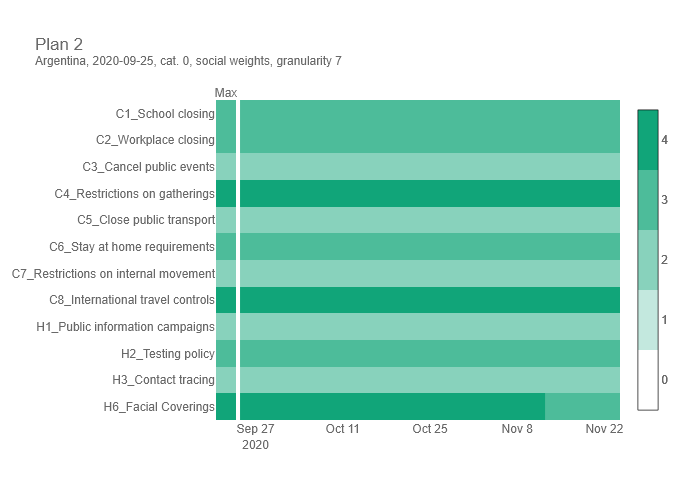 Plan 2
Argentina, 2020-09-25, cat. 0, social weights, granularity 7
Max
C1_School closing
C2_Workplace closing
C3_Cancel public events
C4_Restrictions on gatherings
C5_Close public transport
C6_Stay at home requirements
C7_Restrictions on internal movement
C8_International travel controls
H1_Public information campaigns
H2_Testing policy
H3_Contact tracing
H6_Facial Coverings
Sep 27 Oct 11 Oct 25 Nov 8 Nov 22
2020
4
3
2
1
0